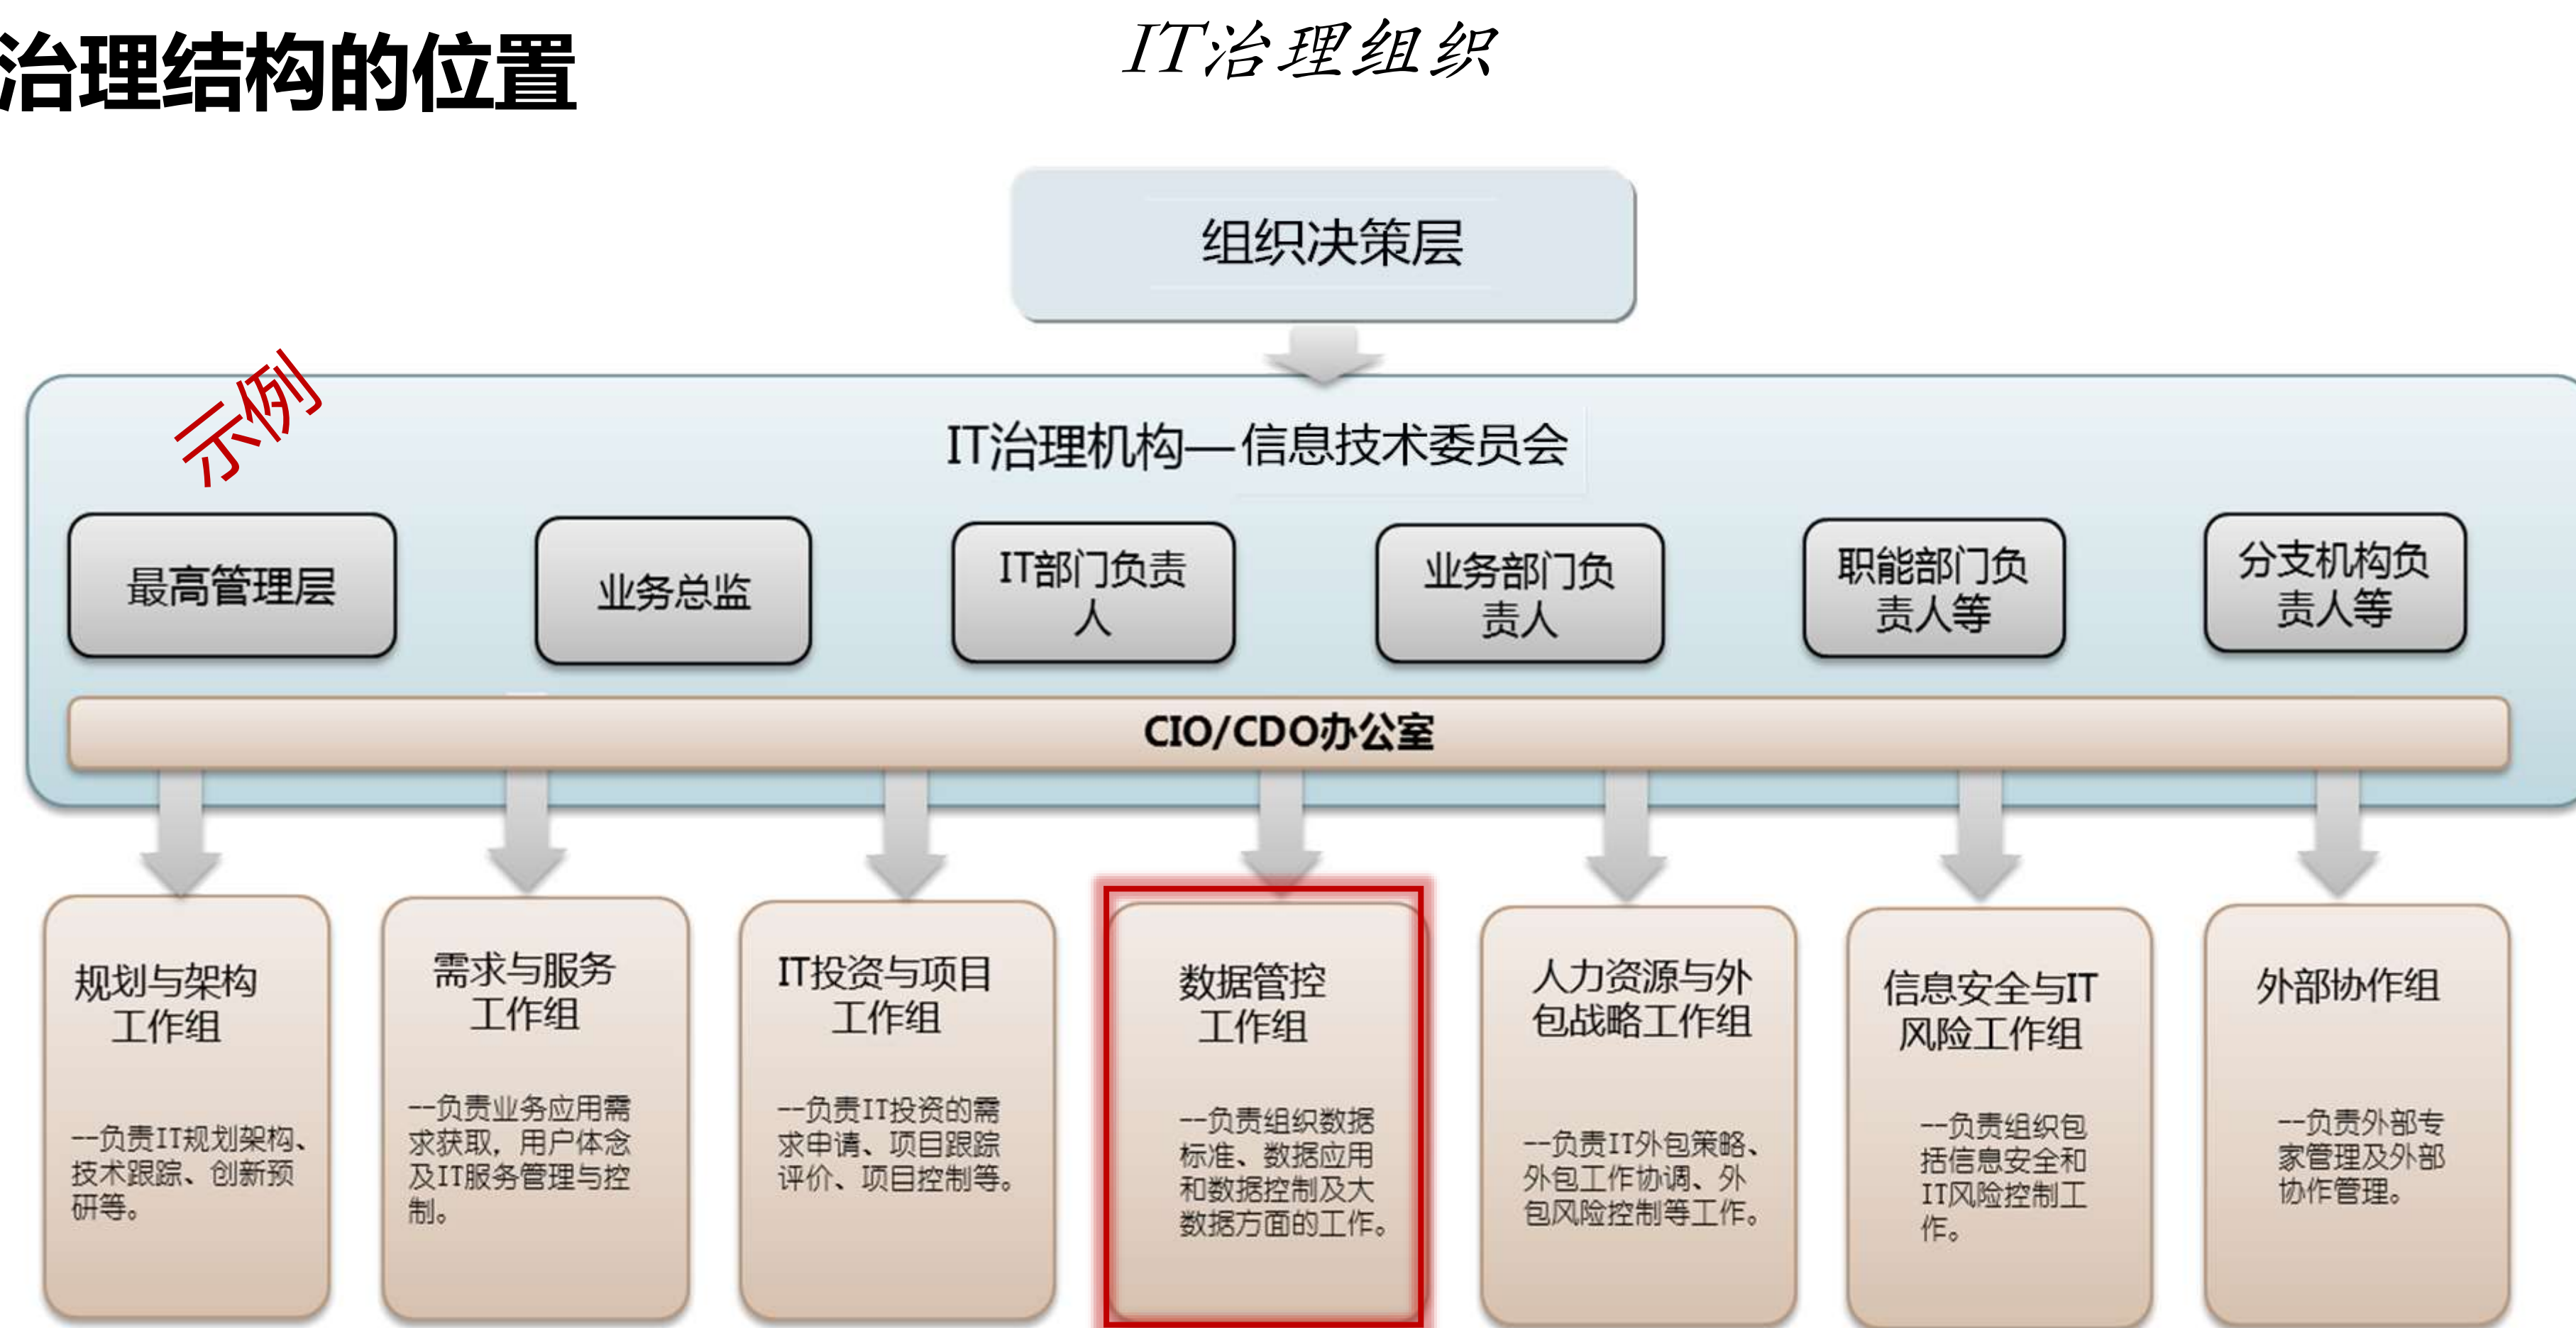 治理结构的位置
IT治理组织
组织决策层
示例
IT治理机构—信息技术委员会
最高管理层
业务总监
IT部门负责
人
业务部门负
责人
职能部门负
责人等
分支机构负
责人等
CIO/CDO办公室
规划与架构
工作组
--负责IT规划架构、
技术跟踪、创新预
研等。
需求与服务
工作组
--负责业务应用需
求获取，用户体念
及IT服务管理与控
制。
IT投资与项目
工作组
--负责IT投资的需
求申请、项目跟踪
评价、项目控制等。
数据管控
工作组
--负责组织数据
标准、数据应用
和数据控制及大
数据方面的工作。
人力资源与外
包战略工作组
--负责IT外包策略、
外包工作协调、外
包风险控制等工作。
信息安全与IT
风险工作组
--负责组织包
括信息安全和
IT风险控制工
作。
外部协作组
--负责外部专
家管理及外部
协作管理。